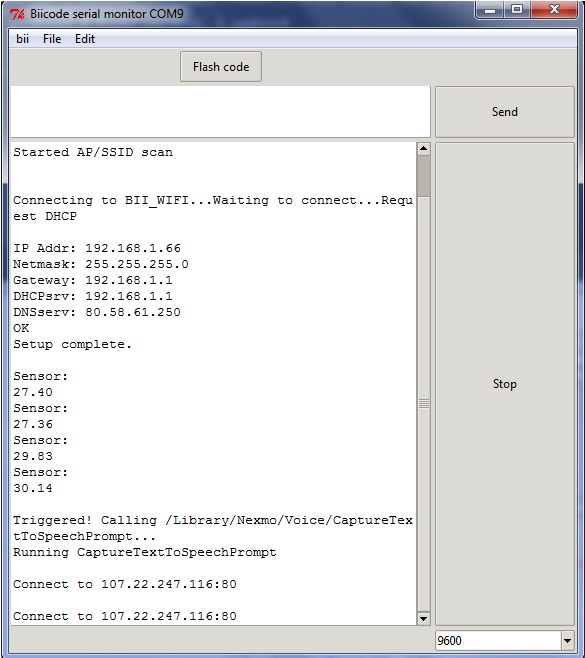 Biicode serial monitor COM9
bii File Edit
Flash code
Send
Started AP/SSID scan
Connecting to BII_WIFI...Waiting to connect...Requ
est DHCP
IP Addr: 192.168.1.66
Netmask: 255.255.255.0
Gateway: 192.168.1.1
DHCPsrv: 192.168.1.1
DNSserv: 80.58.61.250
OK
Setup complete.
Sensor:
27.40
Sensor:
27.36
Sensor:
29.83
Sensor:
30.14
Stop
Triggered! Calling /Library/Nexmo/Voice/CaptureTex
tToSpeechPrompt...
Running CaptureTextToSpeechPrompt
Connect to 107.22.247.116:80
Connect to 107.22.247.116:80
9600